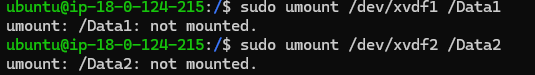 ubuntu@ip-18-0-124-215:/$ sudo umount /dev/xvdf1 /Data1
umount: /Data1: not mounted.
ubuntu@ip-18-0-124-215:/$ sudo umount /dev/xvdf2 /Data2
umount: /Data2: not mounted.